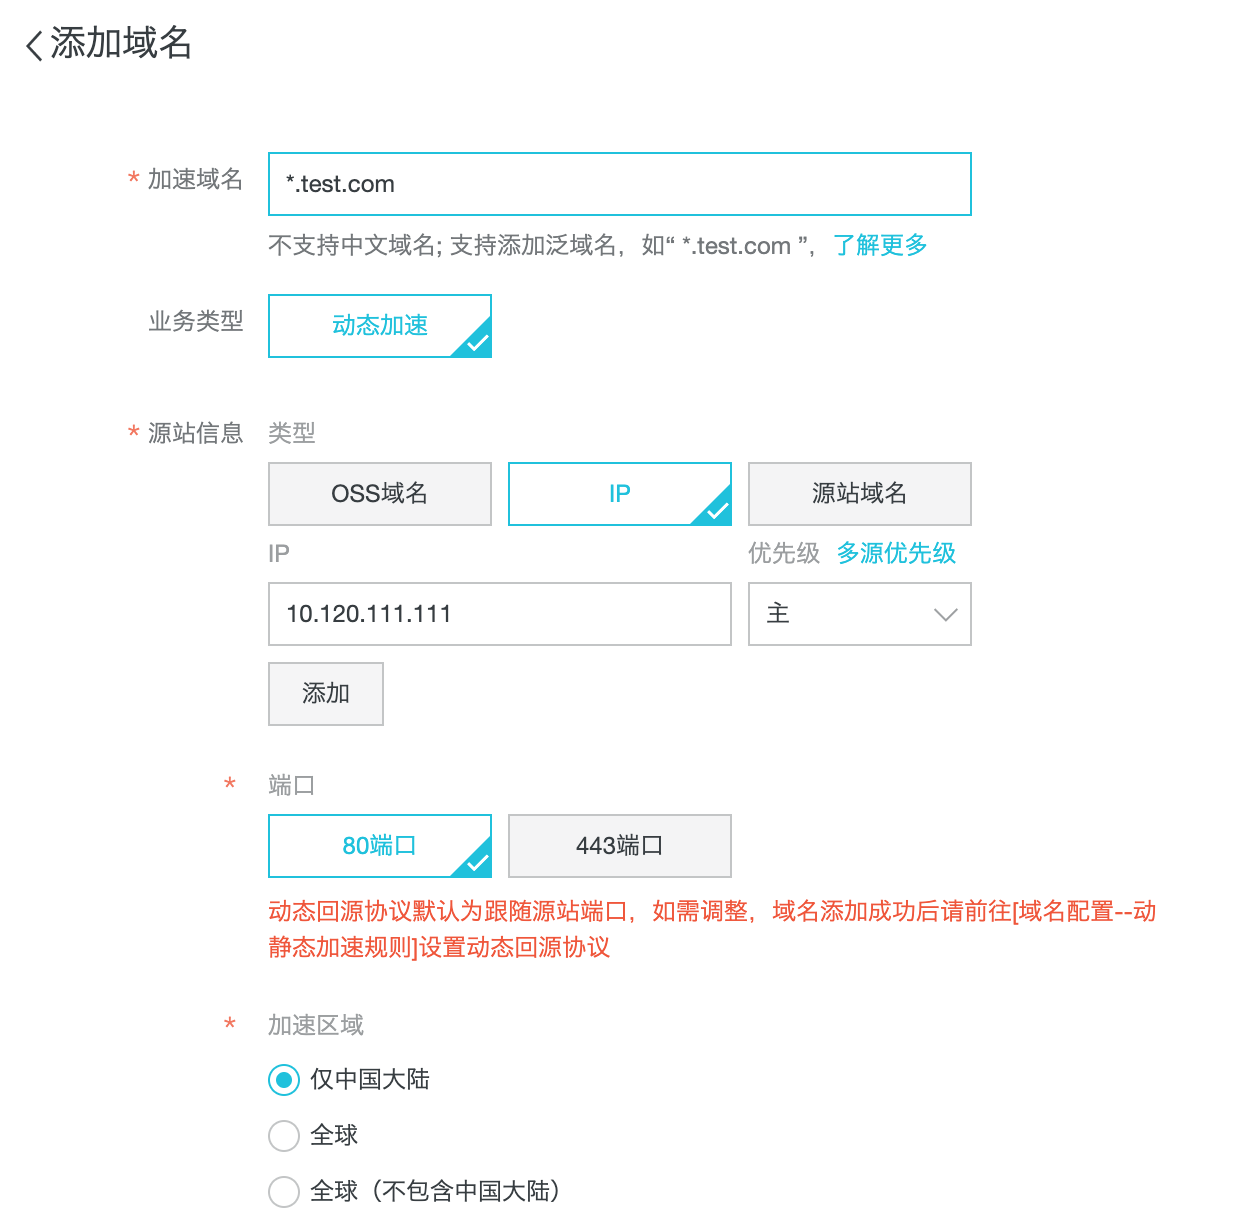 添加域名
* 加速域名
*.test.com
不支持中文域名; 支持添加泛域名，如“ *.test.com ”，了解更多
业务类型
动态加速
* 源站信息 类型
OSS域名 IP 源站域名
IP 优先级 多源优先级
10.120.111.111 主
添加
* 端口
80端口 443端口
动态回源协议默认为跟随源站端口，如需调整，域名添加成功后请前往[域名配置--动
静态加速规则]设置动态回源协议
* 加速区域
仅中国大陆
全球
全球（不包含中国大陆）